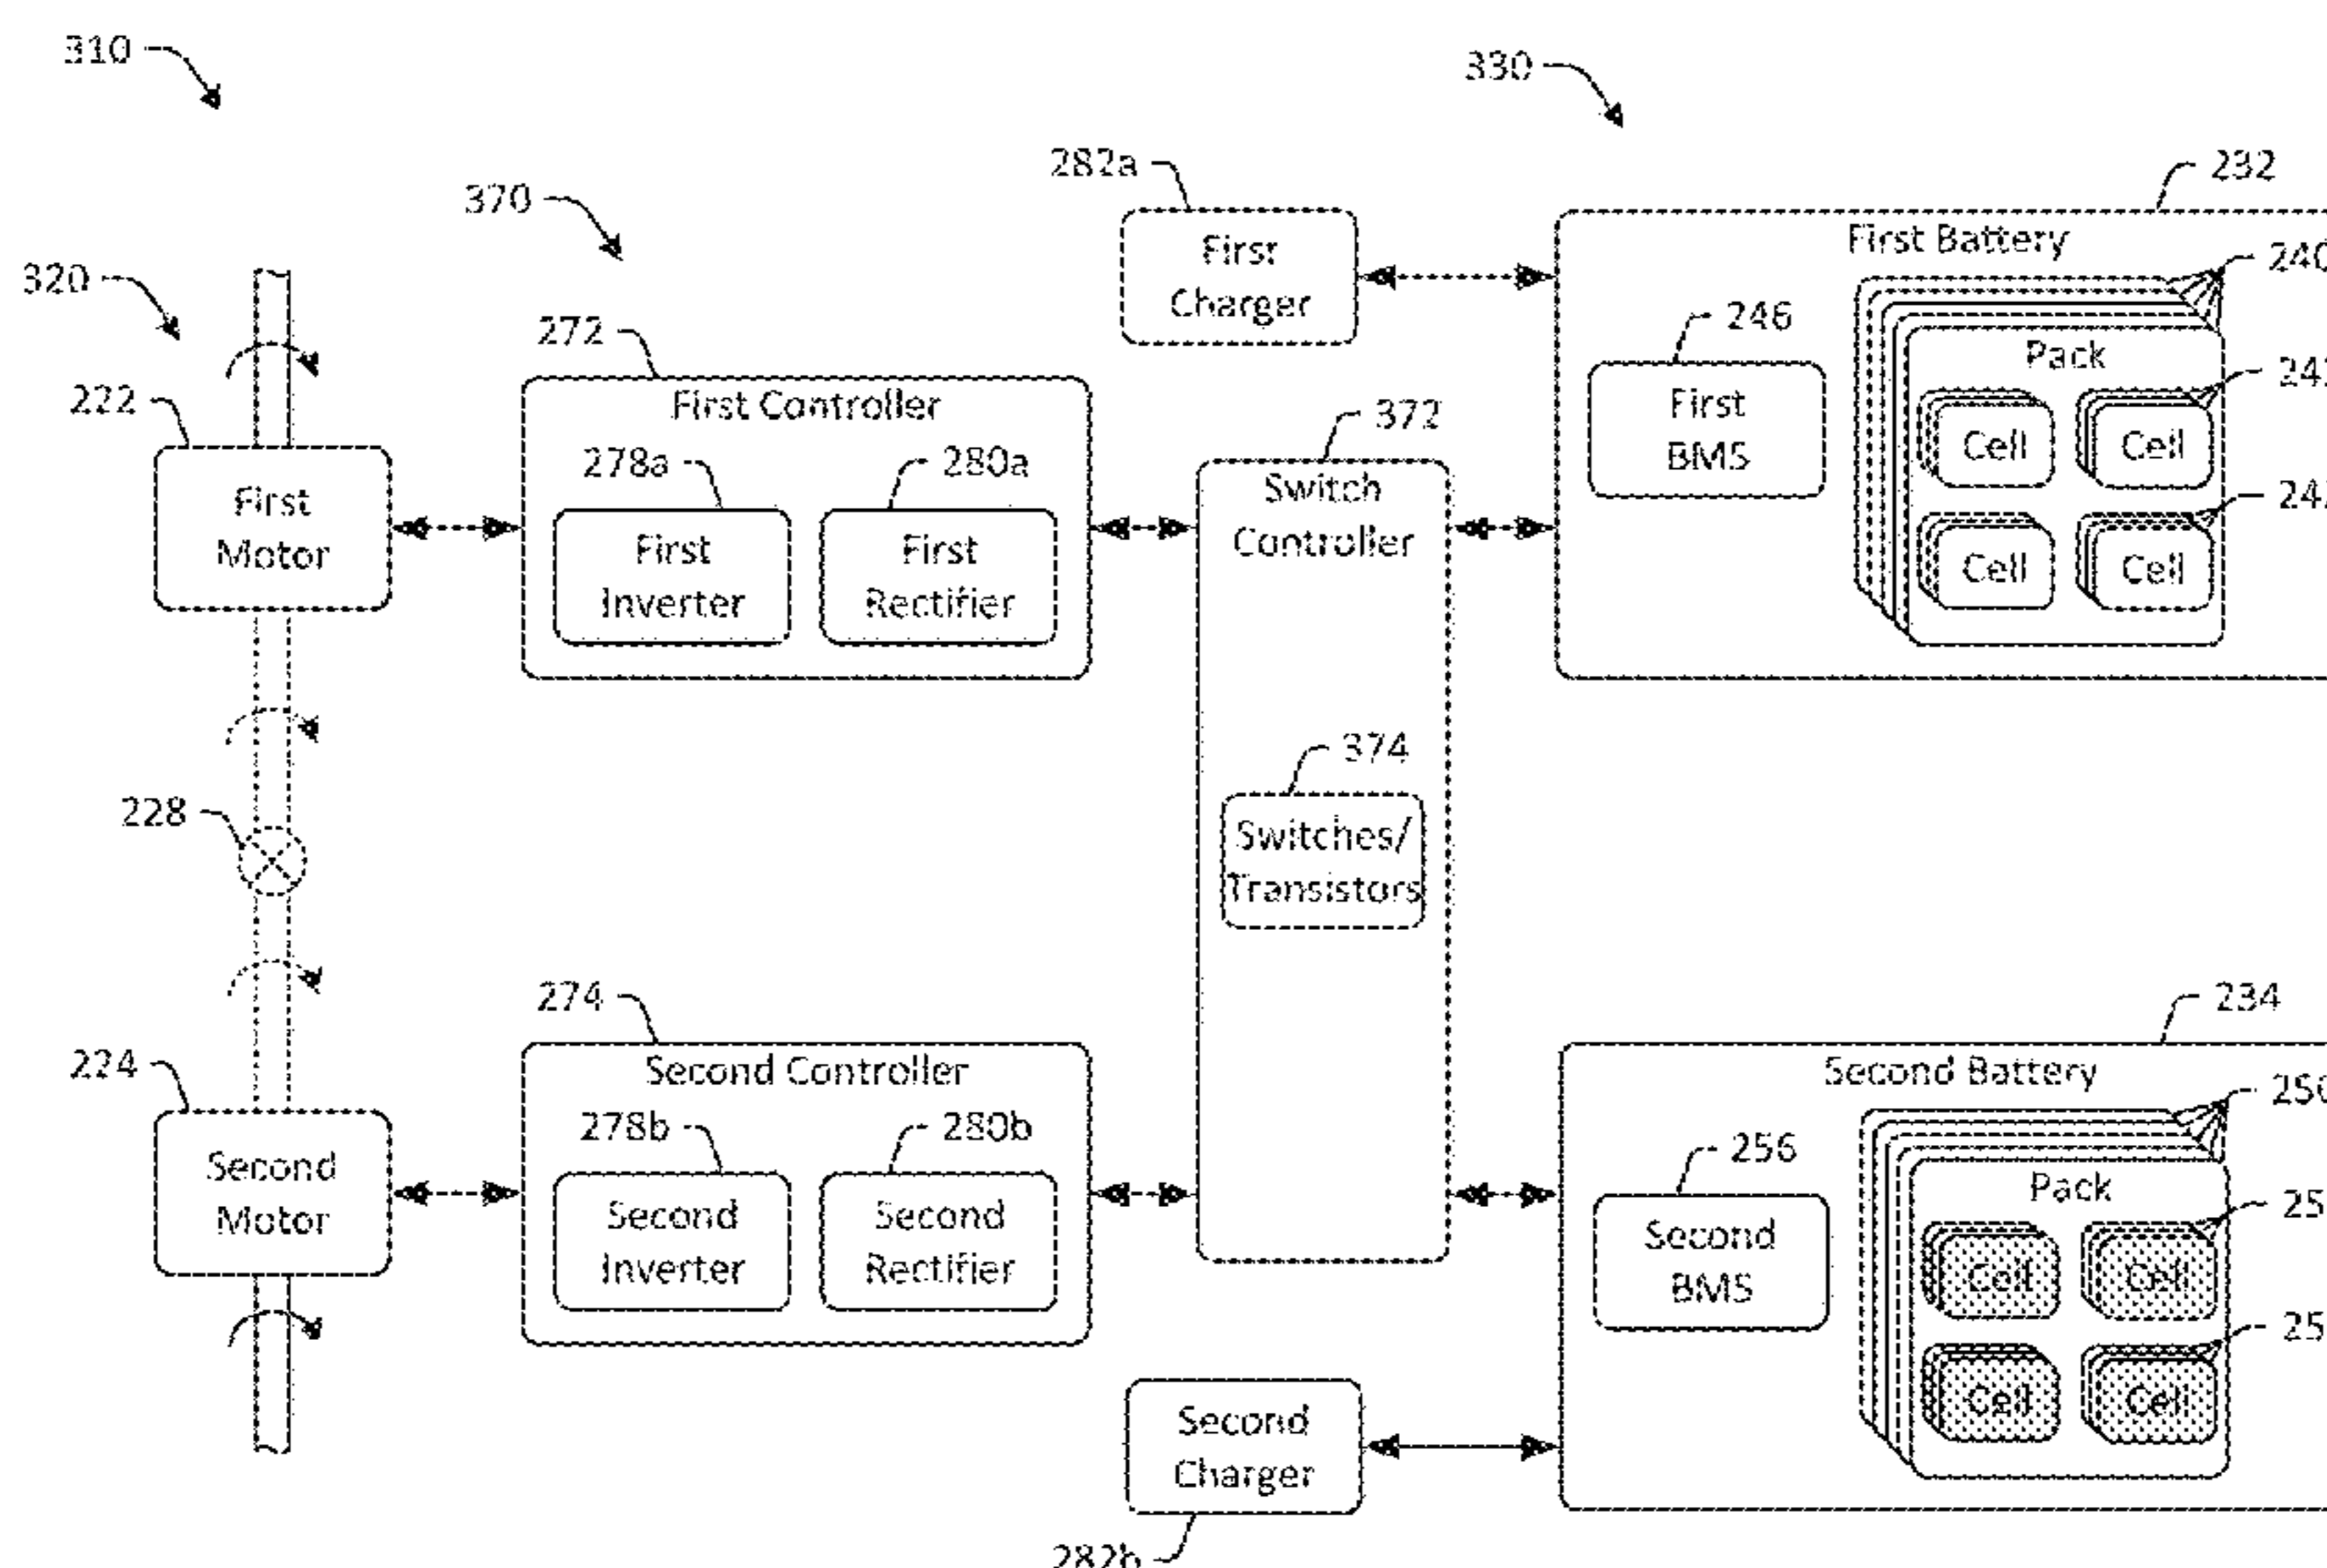 310
330
282a
232
370
First
Charger
First Battery
240
320
272
246
Pack
222
First Controller
First
BMS
372
Cell
Cell
278a
280a
Switch
Controller
First
Motor
First
Inverter
First
Rectifier
Cell
Cell
374
228
Switches/
Transistors
274
234
224
Second Controller
Second Battery
278b
280b
256
Pack
Second
Motor
Second
Inverter
Second
Rectifier
Second
BMS
Cell
Cell
Cell
Cell
Second
Charger
282b